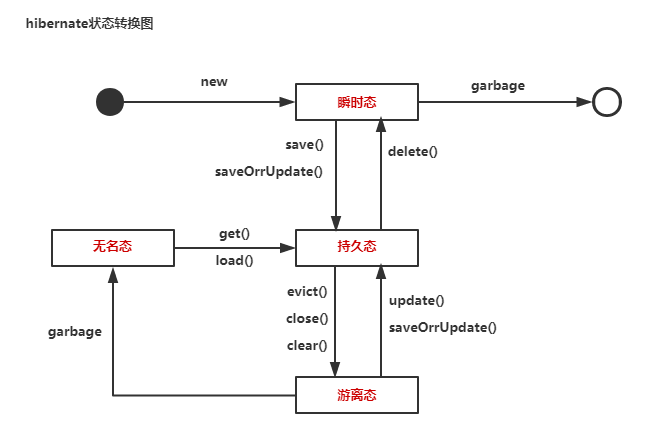 hibernate状态转换图
new
瞬时态
garbage
save()
saveOrrUpdate()
delete()
无名态
get()
load()
持久态
evict()
close()
clear()
update()
saveOrrUpdate()
garbage
游离态